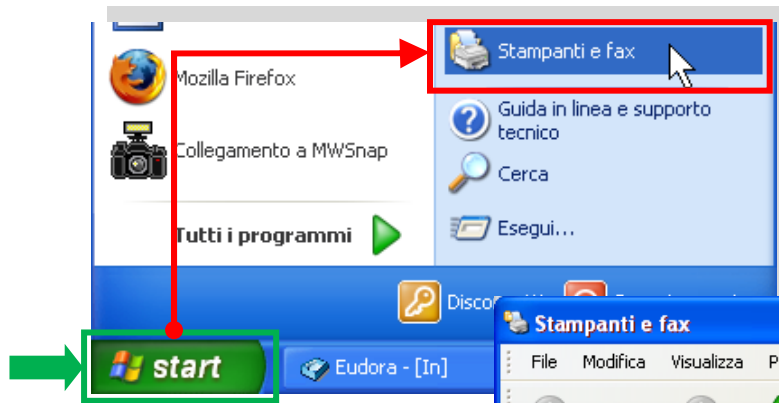 Stampanti e fax
Mozilla Firefox
Guida in linea e supporto
tecnico
Collegamento a MWSnap
Cerca
Tutti i programmi
Esegui...
start
Eudora - [In]
Stampanti e fax
File Modifica Visualizza